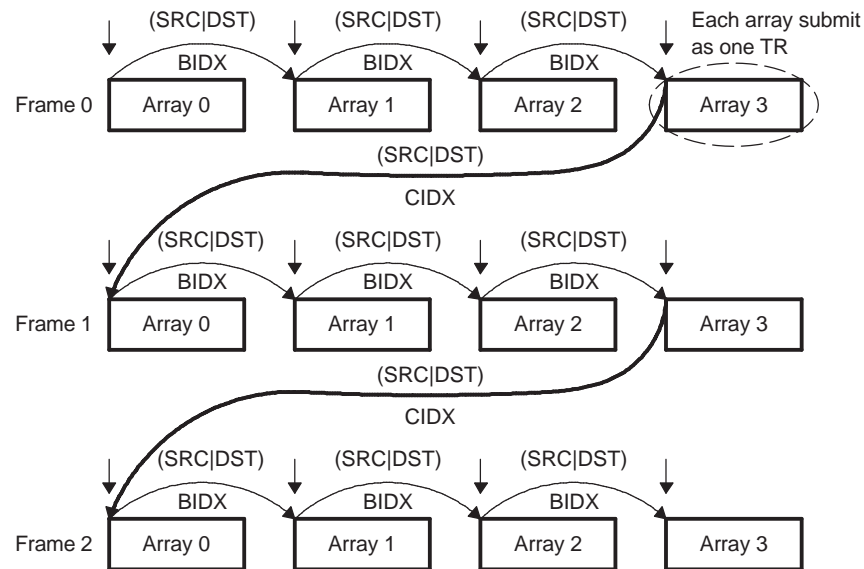 (SRC|DST) (SRC|DST) (SRC|DST) Each array submit
as one TR
BIDX BIDX BIDX
Frame 0 Array 0 Array 1 Array 2 Array 3
(SRC|DST)
CIDX
(SRC|DST) (SRC|DST) (SRC|DST)
BIDX BIDX BIDX
Frame 1 Array 0 Array 1 Array 2 Array 3
(SRC|DST)
CIDX
(SRC|DST) (SRC|DST) (SRC|DST)
BIDX BIDX BIDX
Frame 2 Array 0 Array 1 Array 2 Array 3